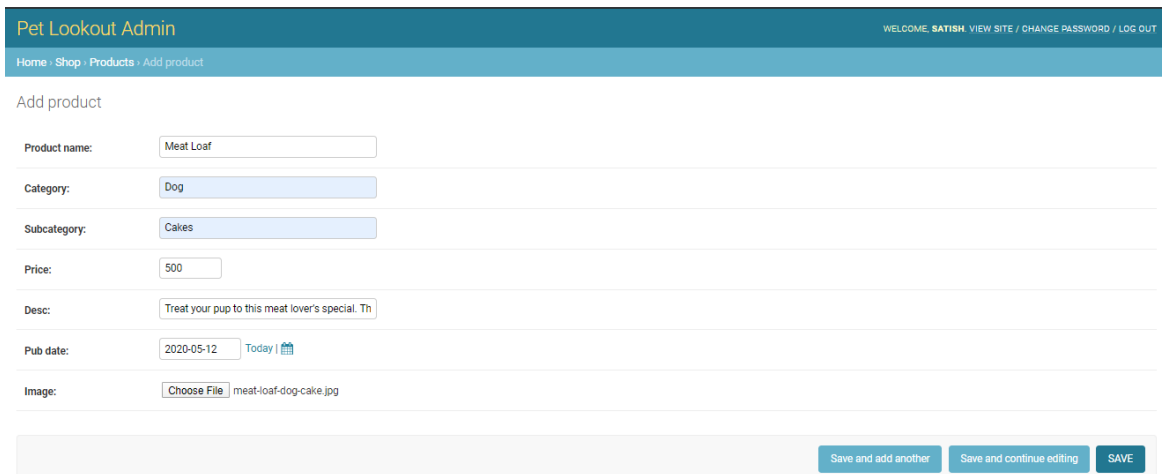 Pet Lookout Admin
WELCOME, SATISH. VIEW SITE / CHANGE PASSWORD / LOG OUT
Home › Shop › Products › Add product
Add product
Product name: Meat Loaf
Category: Dog
Subcategory: Cakes
Price: 500
Desc: Treat your pup to this meat lover's special. Th
Pub date: 2020-05-12 Today |
Image: Choose File meat-loaf-dog-cake.jpg
Save and add another Save and continue editing SAVE